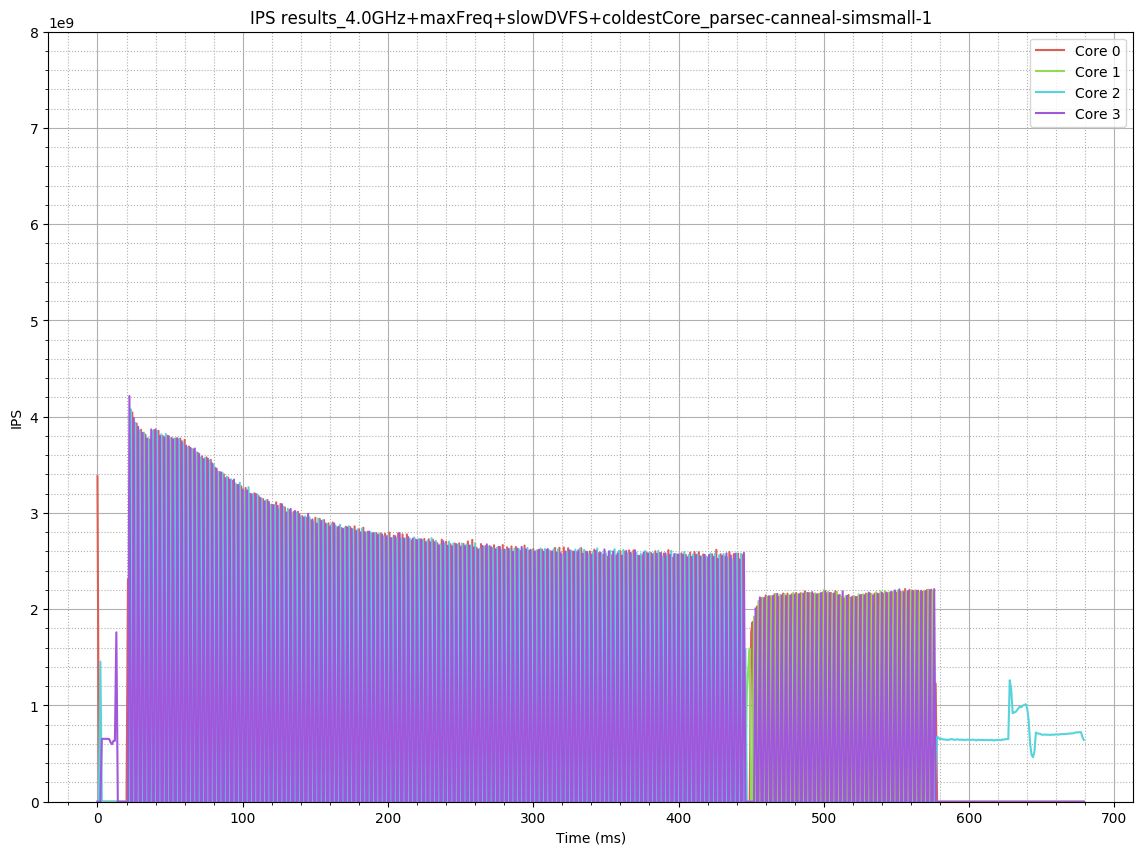 IPS results_4.0GHz+maxFreq+slowDVFS+coldestCore_parsec-canneal-simsmall-1
1e9
8
7
6
5
4
3
2
1
0
IPS
Core 0
Core 1
Core 2
Core 3
0 100 200 300 400 500 600 700
Time (ms)